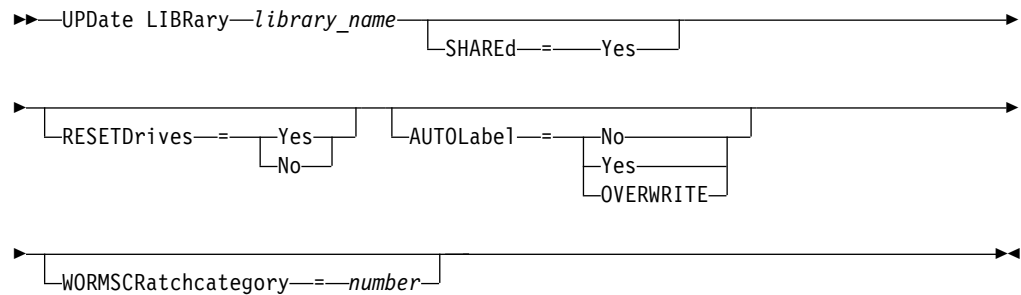 UPDate LIBRary library_name
SHAREd = Yes
RESETDrives = Yes
No
AUTOLabel = No
Yes
OVERWRITE
WORMSCRatchcategory = number